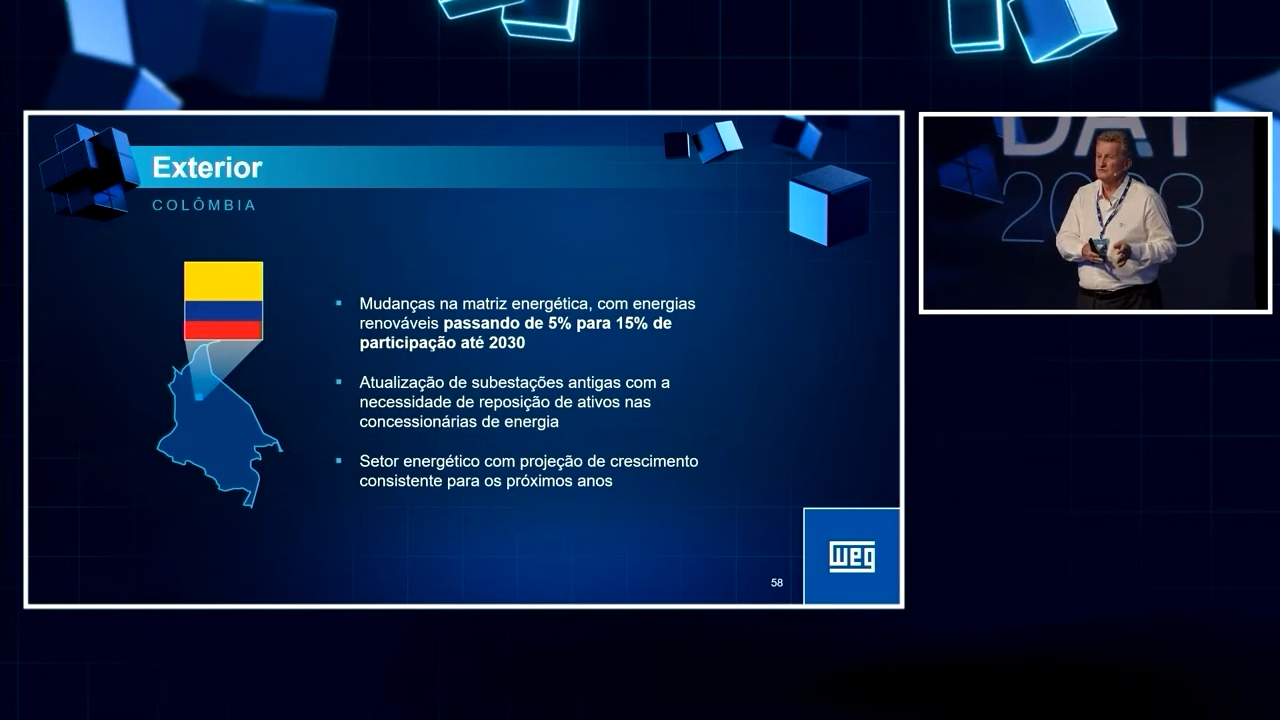 Exterior
COLÔMBIA
Mudanças na matriz energética, com energias
renováveis passando de 5% para 15% de
participação até 2030
Atualização de subestações antigas com a
necessidade de reposição de ativos nas
concessionárias de energia
Setor energético com projeção de crescimento
consistente para os próximos anos
58
weg
DAY
2023